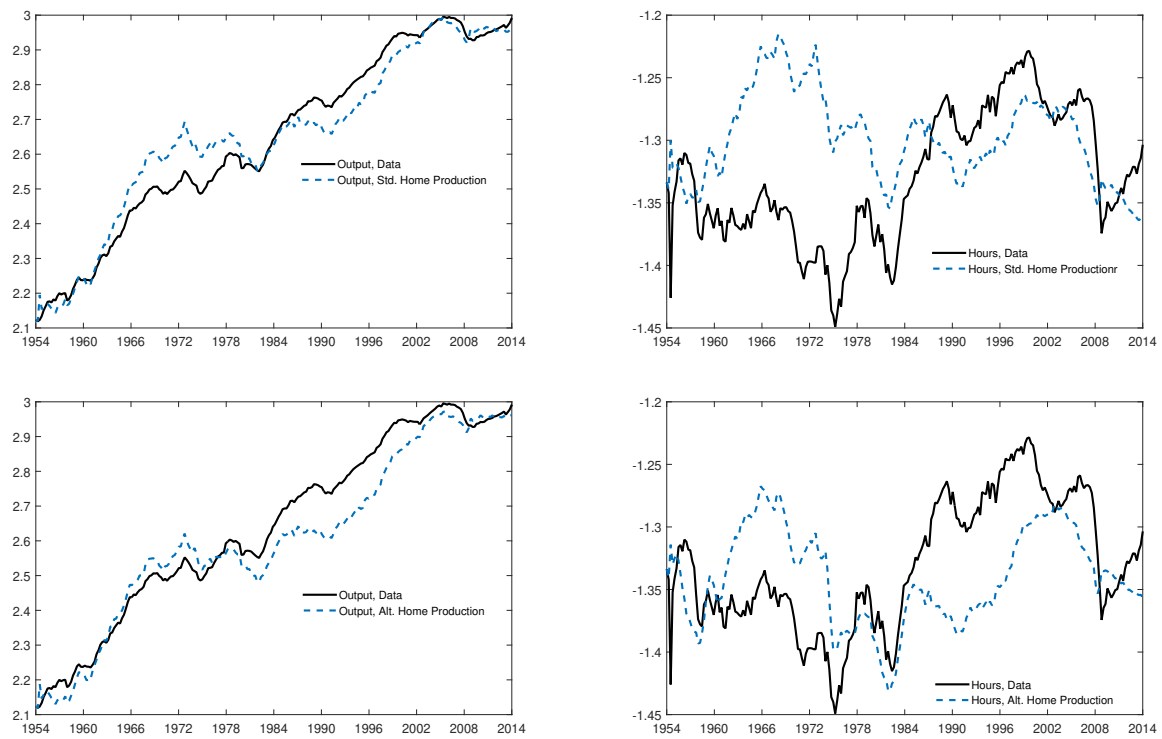 3
2.9
2.8
2.7
2.6
2.5
2.4
2.3
2.2
2.1
1954 1960 1966 1972 1978 1984 1990 1996 2002 2008 2014
Output, Data
Output, Std. Home Production
-1.2
-1.25
-1.3
-1.35
-1.4
-1.45
1954 1960 1966 1972 1978 1984 1990 1996 2002 2008 2014
Hours, Data
Hours, Std. Home Productionr
3
2.9
2.8
2.7
2.6
2.5
2.4
2.3
2.2
2.1
1954 1960 1966 1972 1978 1984 1990 1996 2002 2008 2014
Output, Data
Output, Alt. Home Production
-1.2
-1.25
-1.3
-1.35
-1.4
-1.45
1954 1960 1966 1972 1978 1984 1990 1996 2002 2008 2014
Hours, Data
Hours, Alt. Home Production